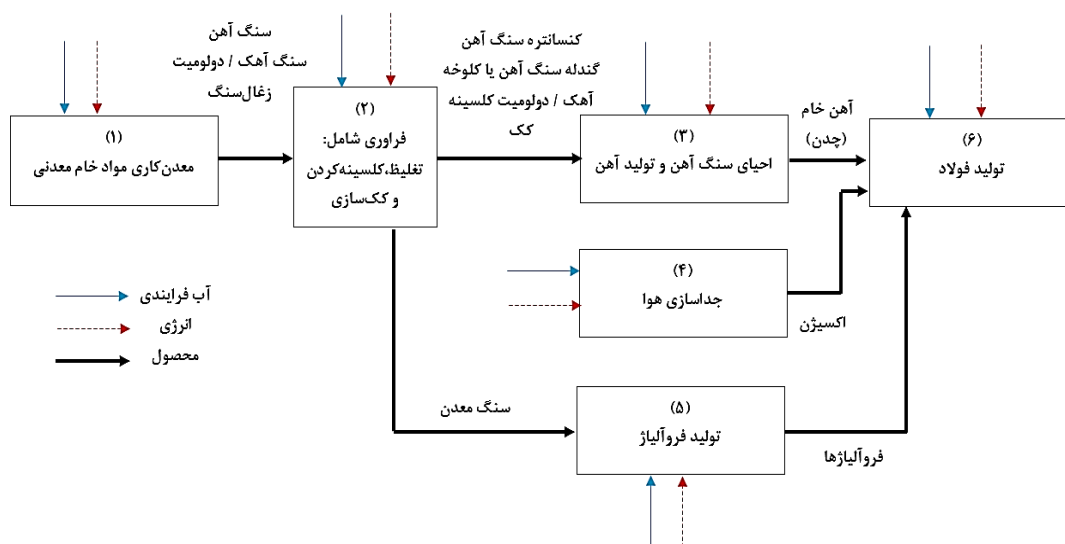 سنگ آهن
سنگ آهک / دولومیت
زغال‌سنگ
کنسانتره سنگ آهن
گندله سنگ آهن یا کلوخه
آهک / دولومیت کلسینه
کک
آهن خام
(چدن)
(۱)
معدن‌کاری مواد خام معدنی
(۲)
فراوری شامل:
تغلیظ،کلسینه‌کردن
و کک‌سازی
(۳)
احیای سنگ آهن و تولید آهن
(۶)
تولید فولاد
(۴)
جداسازی هوا
اکسیژن
آب فرایندی
انرژی
محصول
سنگ معدن
(۵)
تولید فروآلیاژ
فروآلیاژها